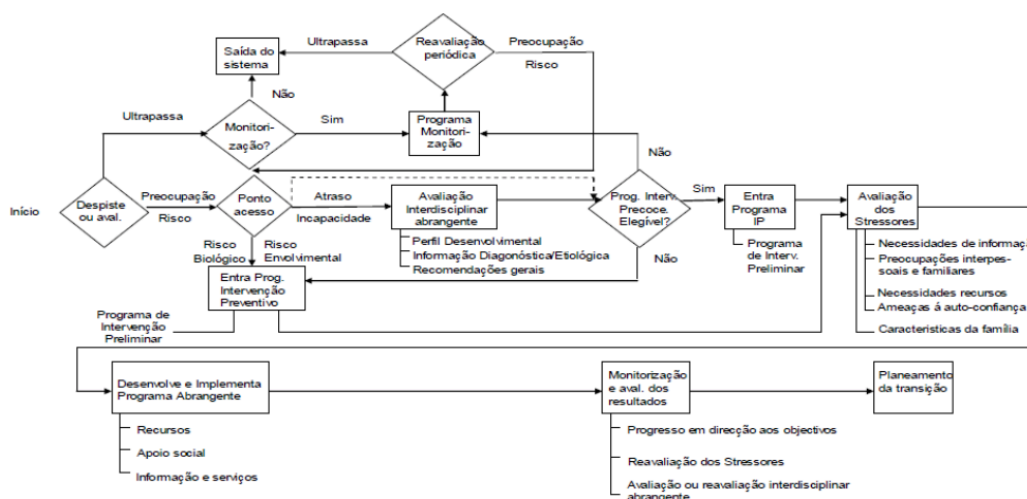 Ultrapassa
Reavaliação
periódica
Preocupação
Risco
Saída do
sistema
Não
Ultrapassa
Monitori-
zação?
Sim
Programa
Monitori-
zação
Não
Início
Despiste
ou aval.
Preocupação
Risco
Ponto
acesso
Atraso
Incapacidade
Avaliação
Interdisciplinar
abrangente
Perfil Desenvolvimental
Informação Diagnóstica/Etiológica
Recomendações gerais
Prog. Interv.
Precoce.
Elegível?
Sim
Não
Entra
Programa
IP
Programa
de Interv.
Preliminar
Avaliação
dos
Stressores
Necessidades de informaçã
Preocupações interpes-
soais e familiares
Necessidades recursos
Ameaças á auto-confiança
Características da família
Risco
Biológico
Risco
Envolvimental
Entra Prog.
Intervenção
Preventivo
Programa de
Intervenção
Preliminar
Desenvolve e Implementa
Programa Abrangente
Recursos
Apoio social
Informação e serviços
Monitorização
e aval. dos
resultados
Progresso em direcção aos objectivos
Reavaliação dos Stressores
Avaliação ou reavaliação interdisciplinar
abrangente
Planeamento
da transição